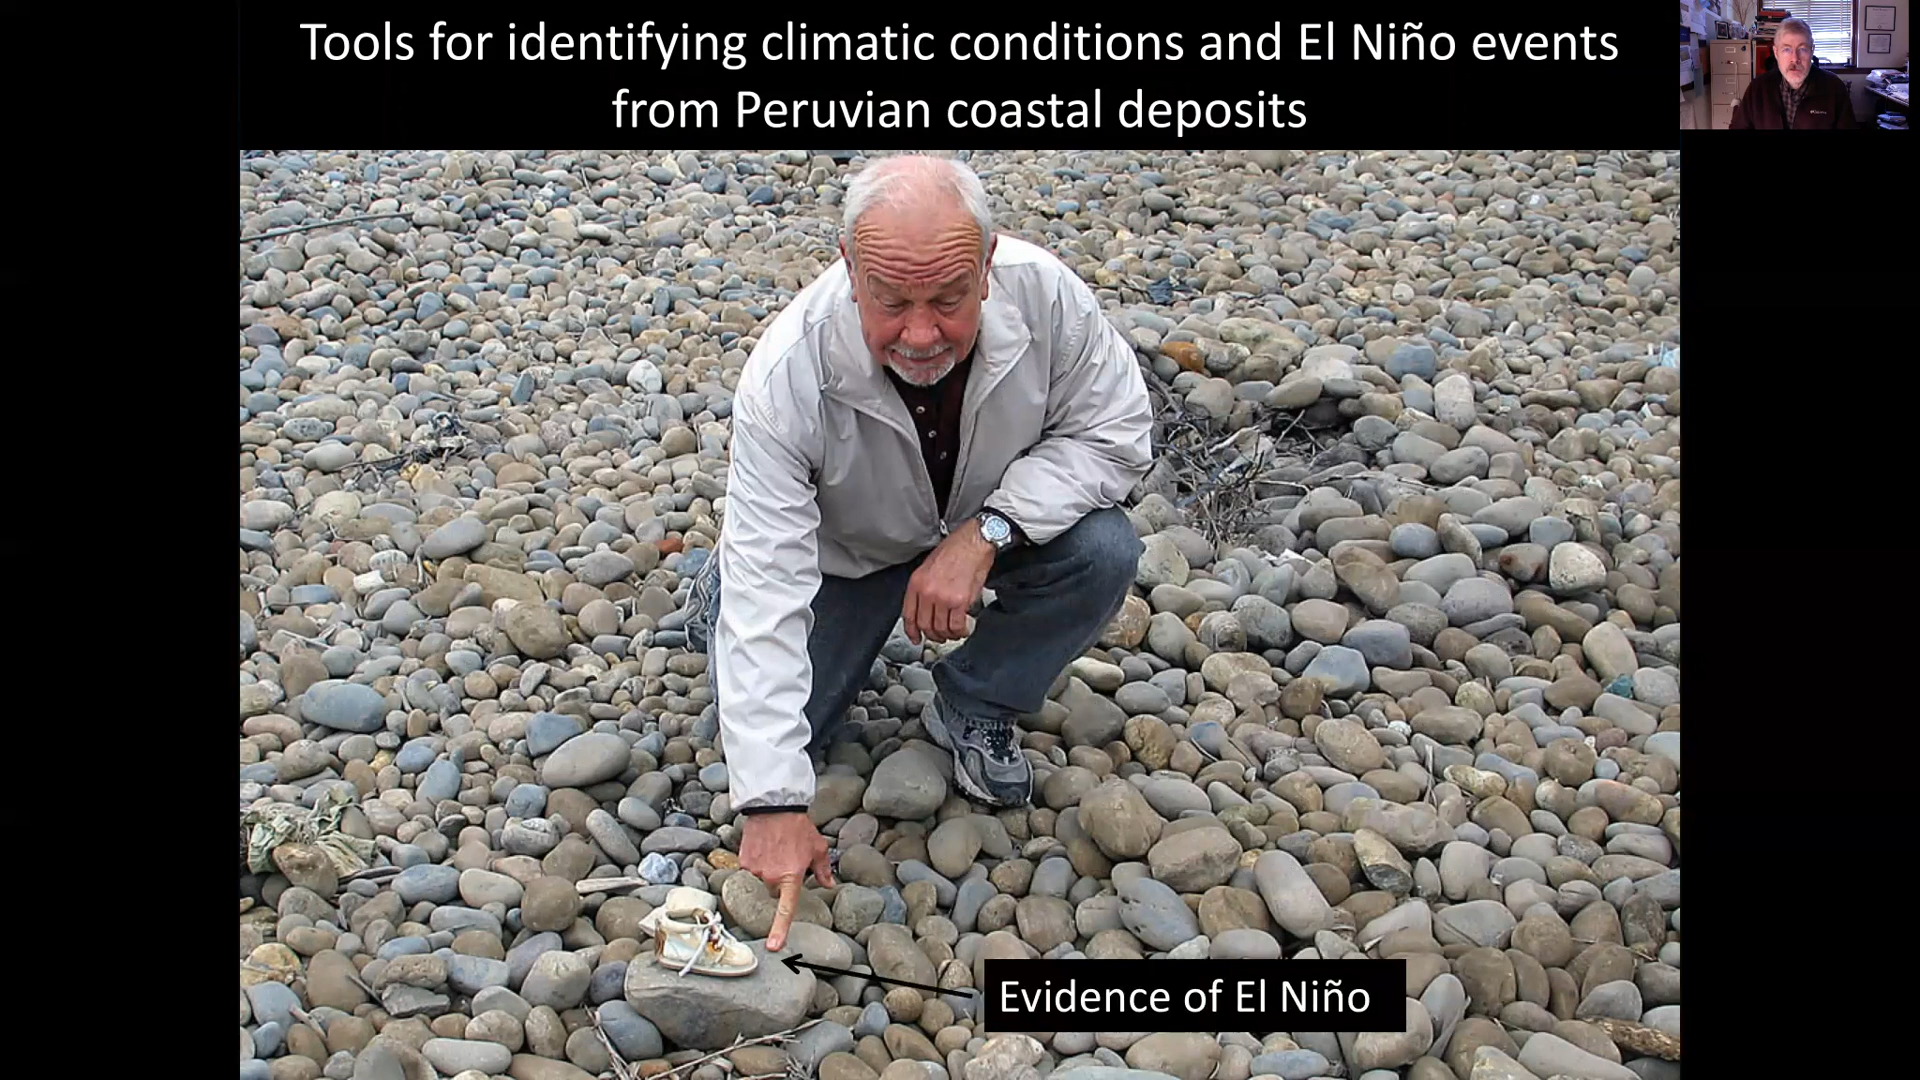 Tools for identifying climatic conditions and El Niño events
from Peruvian coastal deposits
Evidence of El Niño